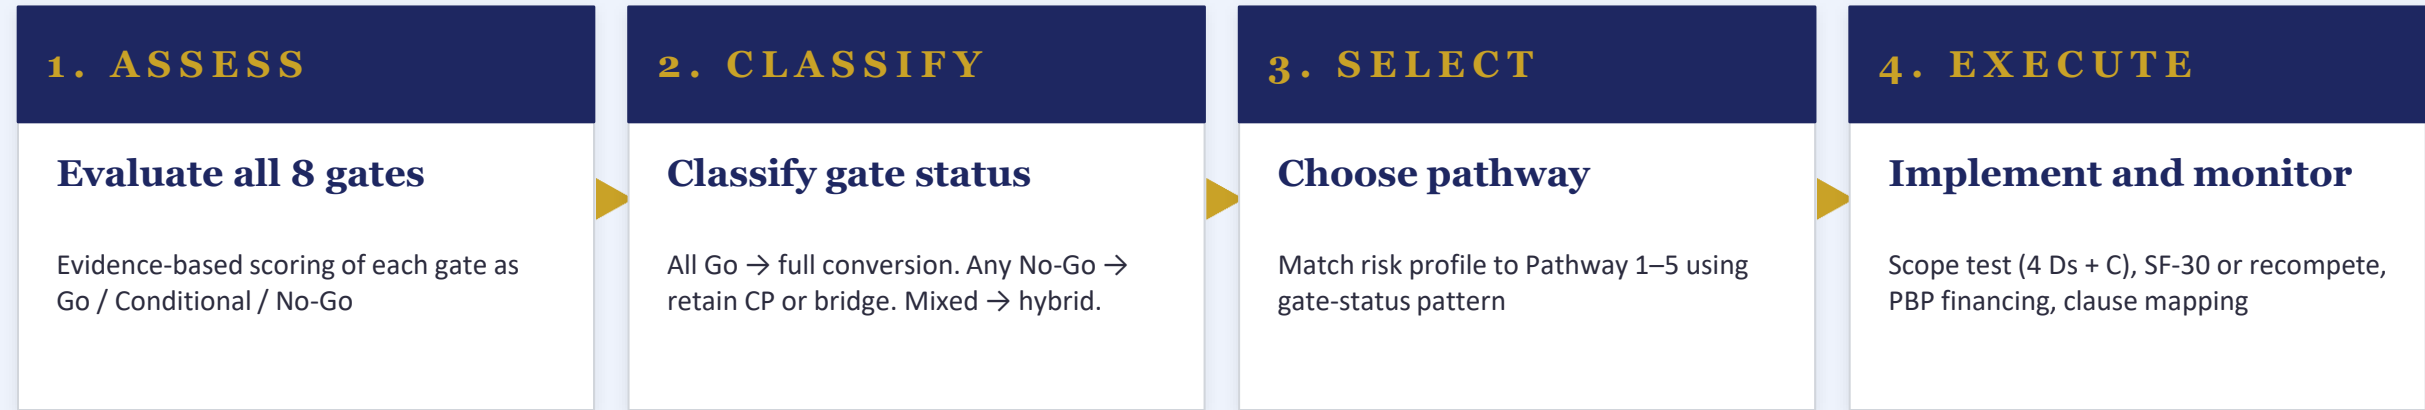 1. ASSESS
Evaluate all 8 gates
Evidence-based scoring of each gate as
Go / Conditional / No-Go
2. CLASSIFY
Classify gate status
All Go → full conversion. Any No-Go →
retain CP or bridge. Mixed → hybrid.
3. SELECT
Choose pathway
Match risk profile to Pathway 1–5 using
gate-status pattern
4. EXECUTE
Implement and monitor
Scope test (4 Ds + C), SF-30 or recompete,
PBP financing, clause mapping